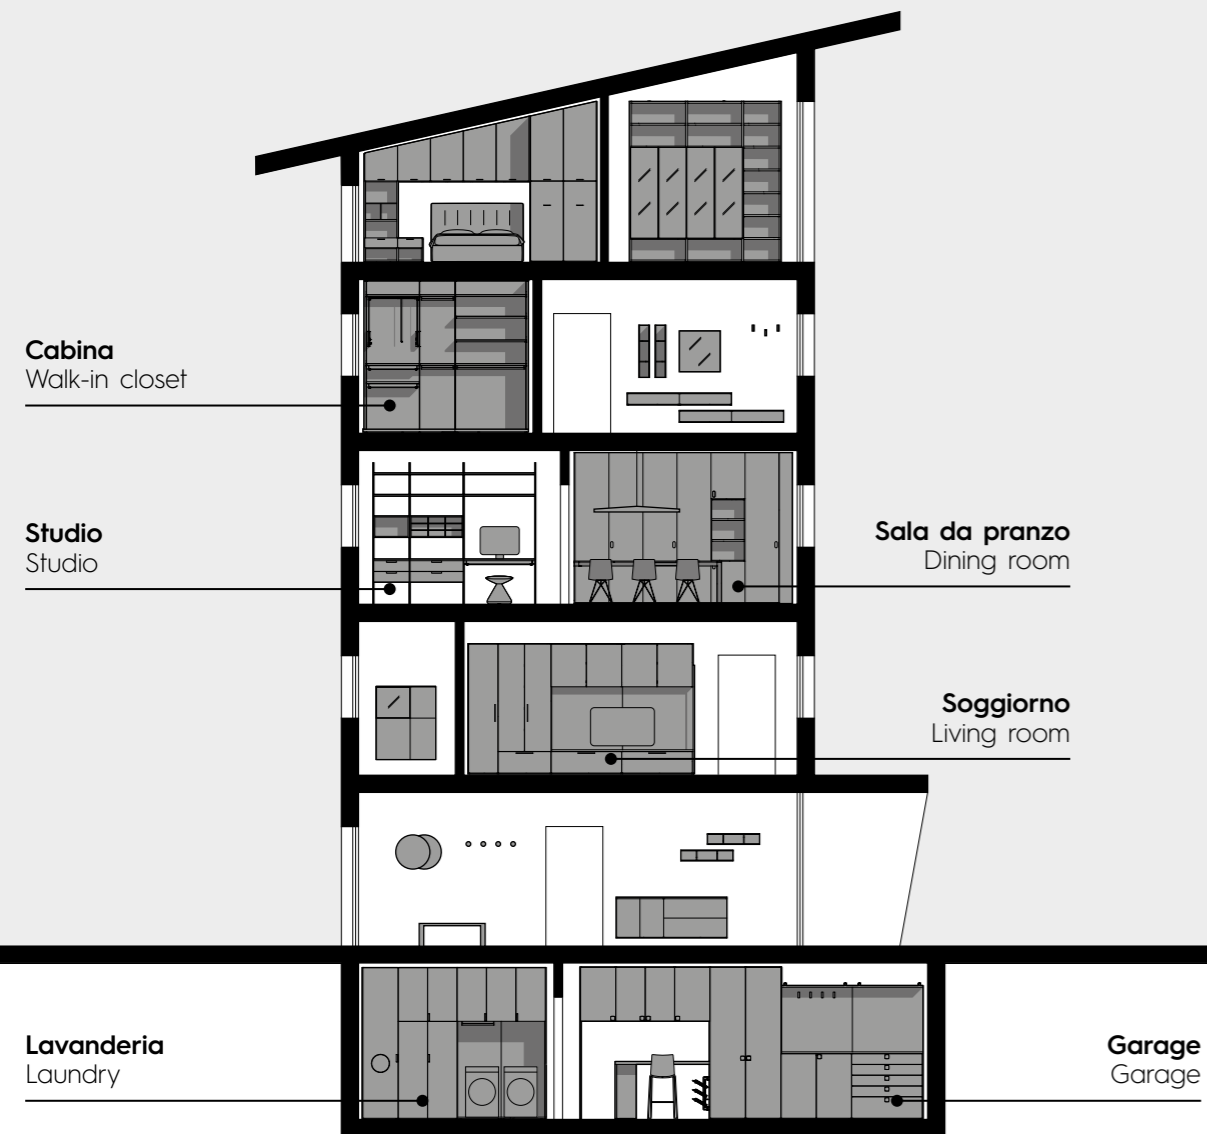 Cabina
Walk-in closet
Studio
Studio
Sala da pranzo
Dining room
Soggiorno
Living room
Lavanderia
Laundry
Garage
Garage